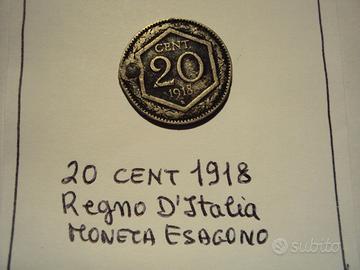 CENT.
20
1918
20 CENT 1918
Regno D'Italia
MONETA ESAGONO
subito